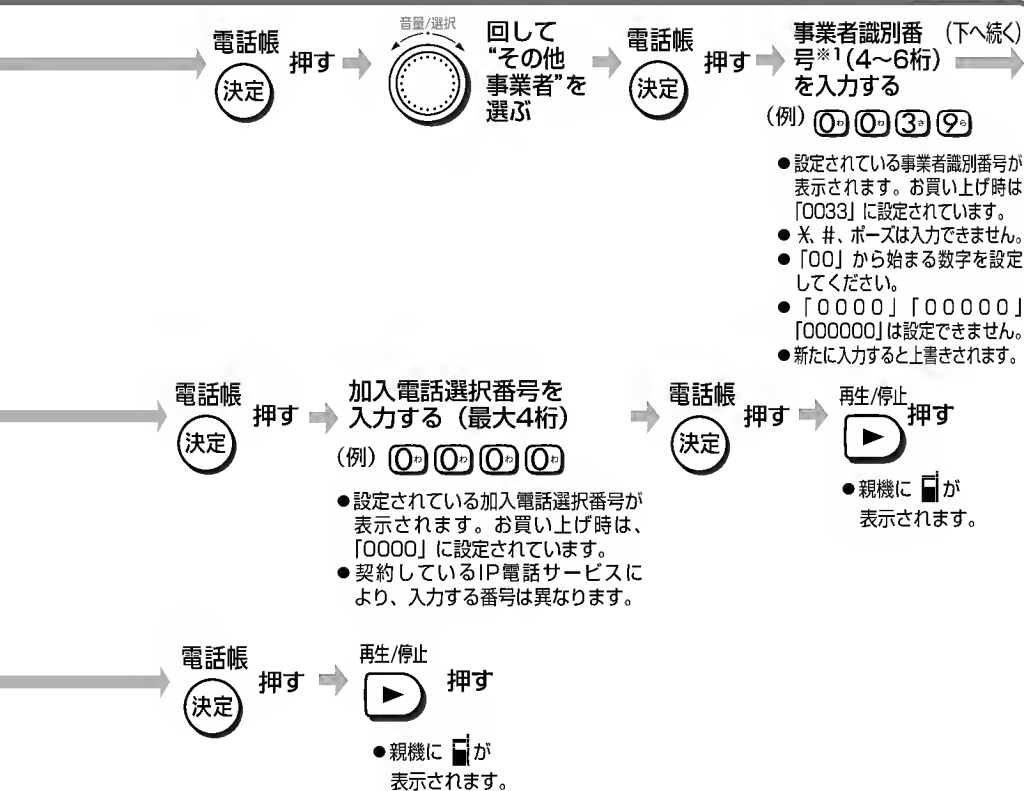 電話帳
決定
押す
音量/選択
回して
“その他
事業者”を
選ぶ
電話帳
決定
押す
事業者識別番 (下へ続く)
号※1(4〜6桁)
を入力する
(例) 0わ 0わ 3さ 9ら
●設定されている事業者識別番号が
表示されます。お買い上げ時は
「0033」に設定されています。
●＊、＃、ポーズは入力できません。
●「00」から始まる数字を設定
してください。
●「0000」「00000」
「000000」は設定できません。
●新たに入力すると上書きされます。
電話帳
決定
押す
加入電話選択番号を
入力する（最大4桁）
(例) 0わ 0わ 0わ 0わ
●設定されている加入電話選択番号が
表示されます。お買い上げ時は、
「0000」に設定されています。
●契約しているIP電話サービスに
より、入力する番号は異なります。
電話帳
決定
押す
再生/停止
押す
●親機に が
表示されます。
電話帳
決定
押す
再生/停止
押す
●親機に が
表示されます。